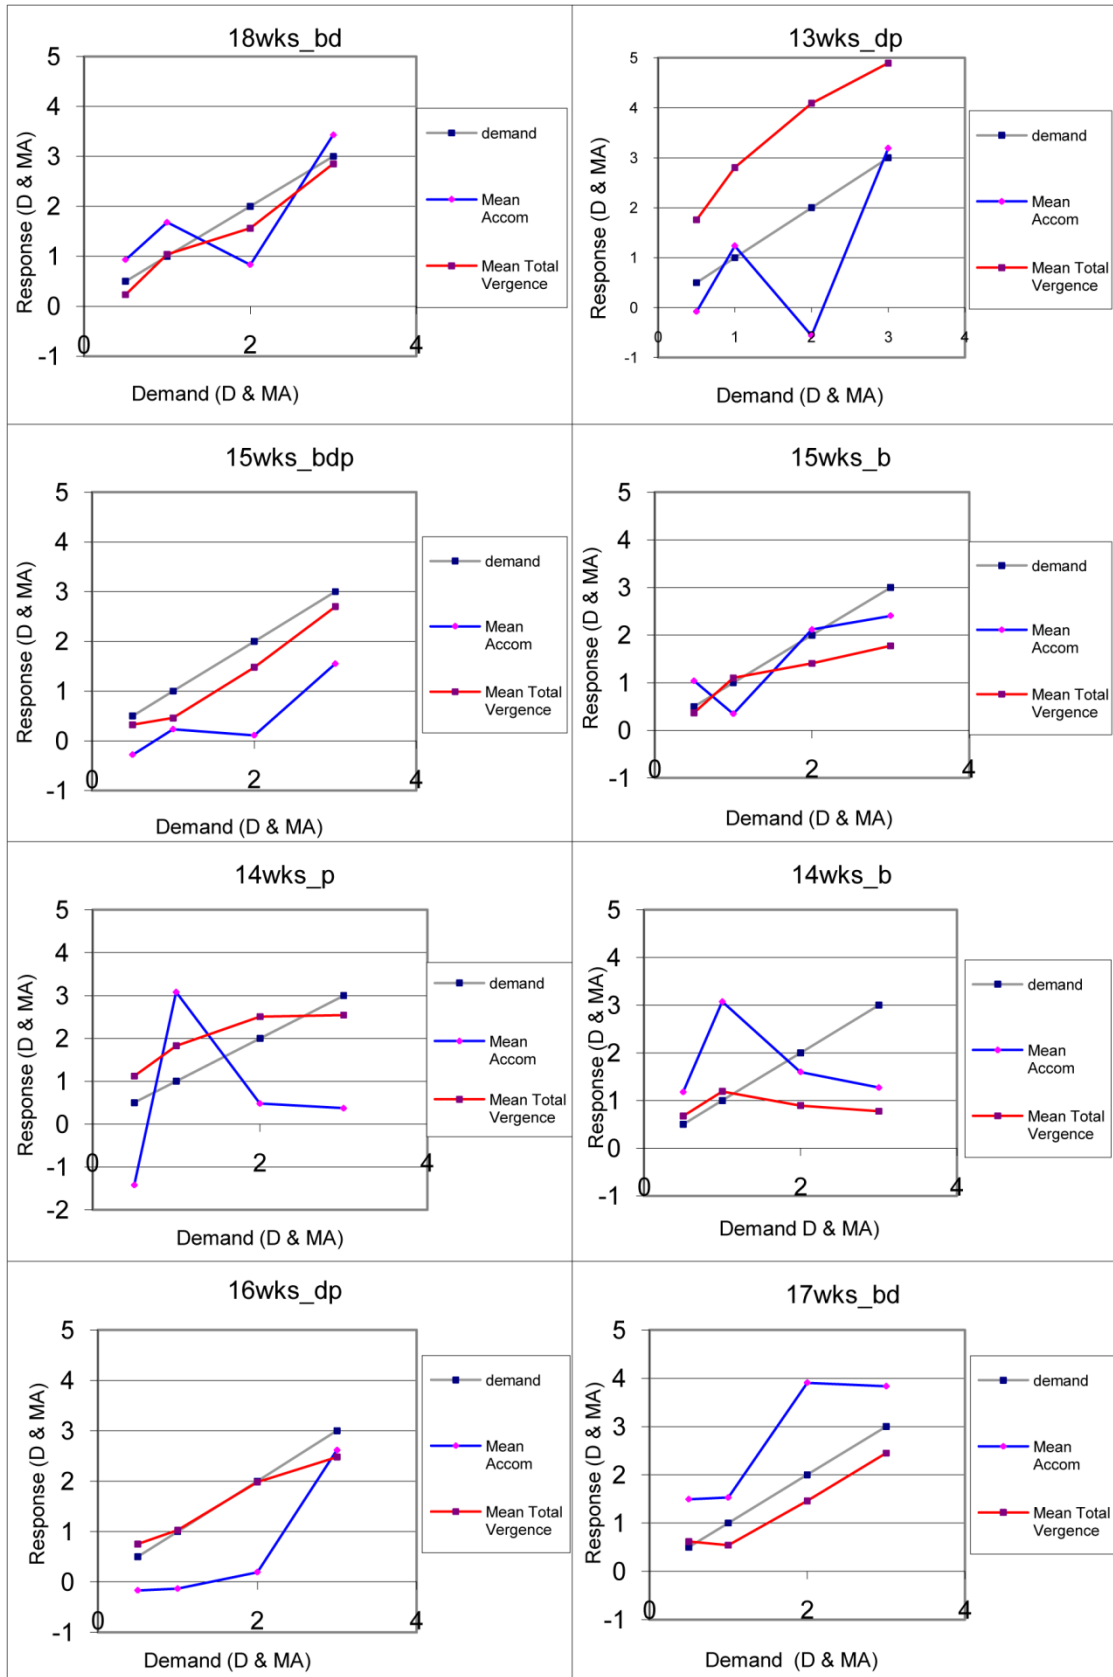 18wks_bd
5
4
3
2
1
0
-1
0
2
4
Response (D & MA)
Demand (D & MA)
demand
Mean
Accom
Mean Total
Vergence
13wks_dp
5
4
3
2
1
0
-1
0
1
2
3
4
Response (D & MA)
Demand (D & MA)
demand
Mean
Accom
Mean Total
Vergence
15wks_bdp
5
4
3
2
1
0
-1
0
2
4
Response (D & MA)
Demand (D & MA)
demand
Mean
Accom
Mean Total
Vergence
15wks_b
5
4
3
2
1
0
-1
0
2
4
Response (D & MA)
Demand (D & MA)
demand
Mean
Accom
Mean Total
Vergence
14wks_p
5
4
3
2
1
0
-1
-2
0
2
4
Response (D & MA)
Demand (D & MA)
demand
Mean
Accom
Mean Total
Vergence
14wks_b
5
4
3
2
1
0
-1
0
2
4
Response (D & MA)
Demand D & MA)
demand
Mean
Accom
Mean Total
Vergence
16wks_dp
5
4
3
2
1
0
-1
0
2
4
Response (D & MA)
Demand (D & MA)
demand
Mean
Accom
Mean Total
Vergence
17wks_bd
5
4
3
2
1
0
-1
0
2
4
Response (D & MA)
Demand (D & MA)
demand
Mean
Accom
Mean Total
Vergence